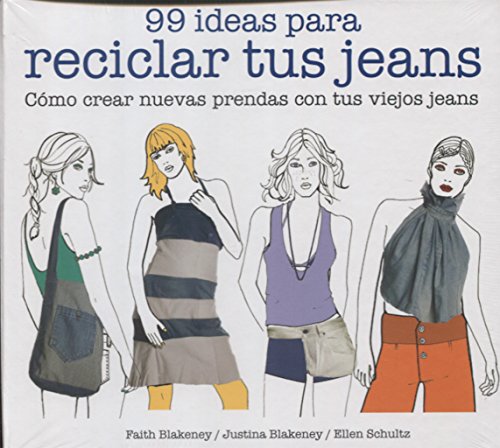 99 ideas para
reciclar tus jeans
Cómo crear nuevas prendas con tus viejos jeans
Faith Blakeney / Justina Blakeney / Ellen Schultz